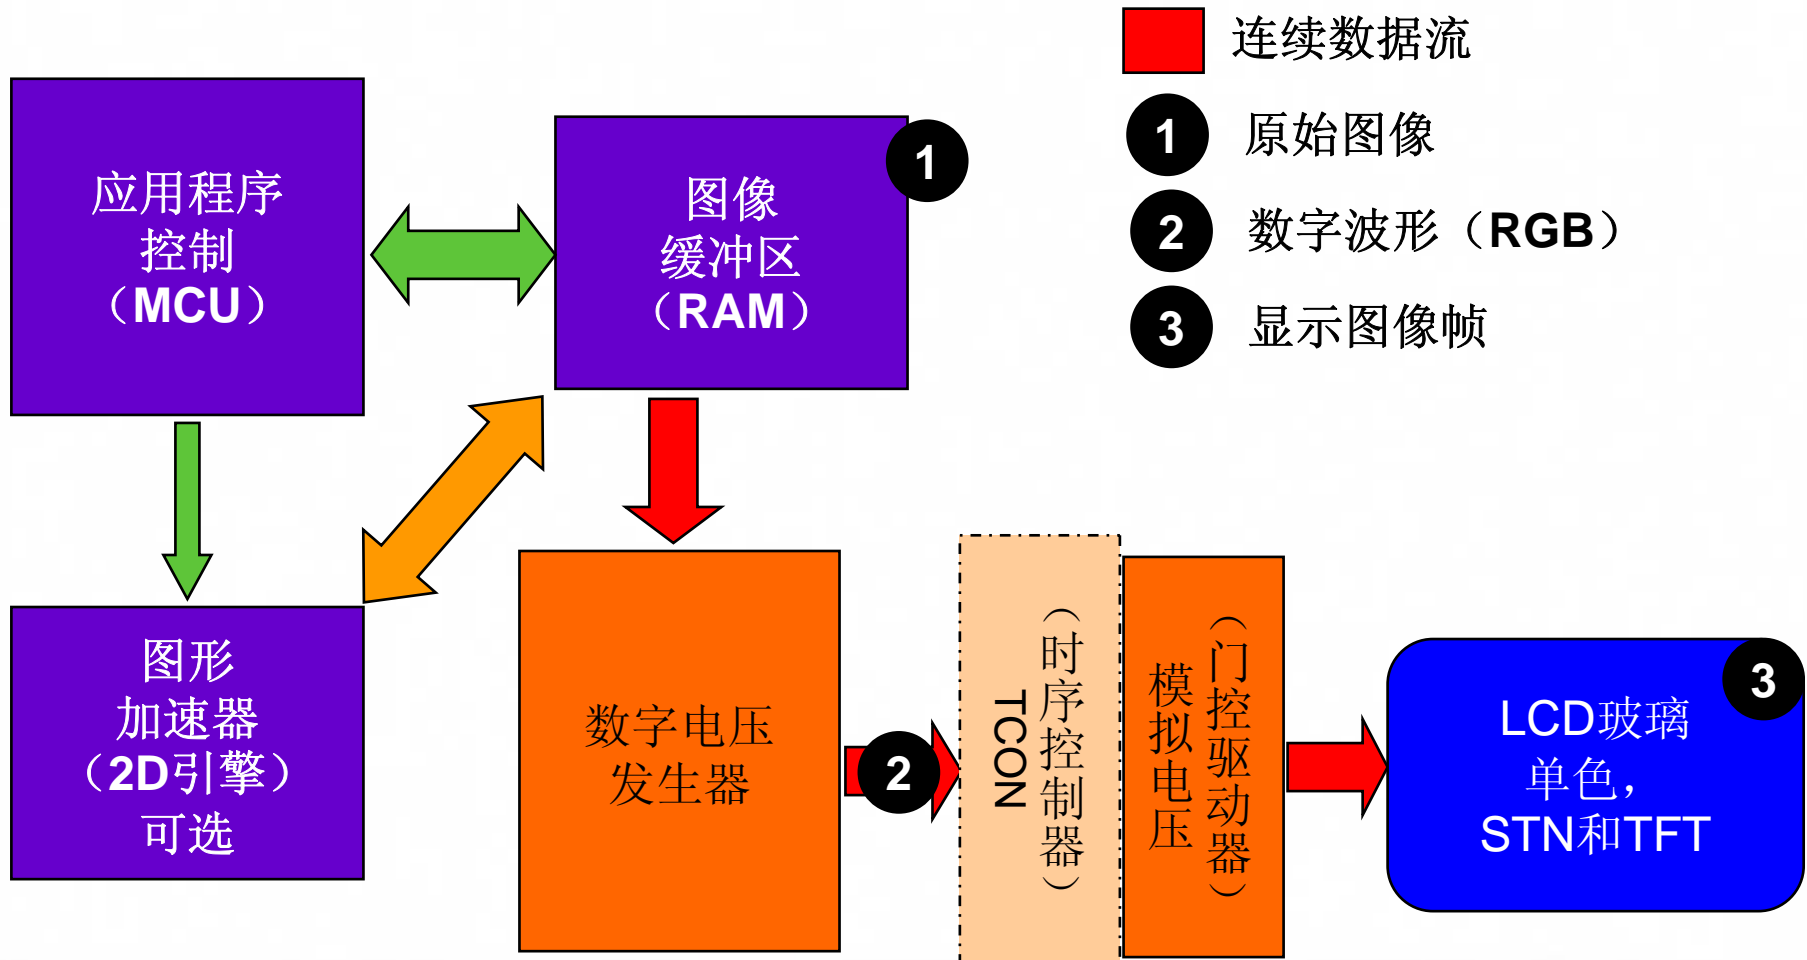 连续数据流
1 原始图像
2 数字波形（RGB）
3 显示图像帧
应用程序
控制
（MCU）
1
图像
缓冲区
（RAM）
图形
加速器
（2D引擎）
可选
数字电压
发生器
2
TCON
（时序控制器）
模拟电压
（门控驱动器）
3
LCD玻璃
单色，
STN和TFT